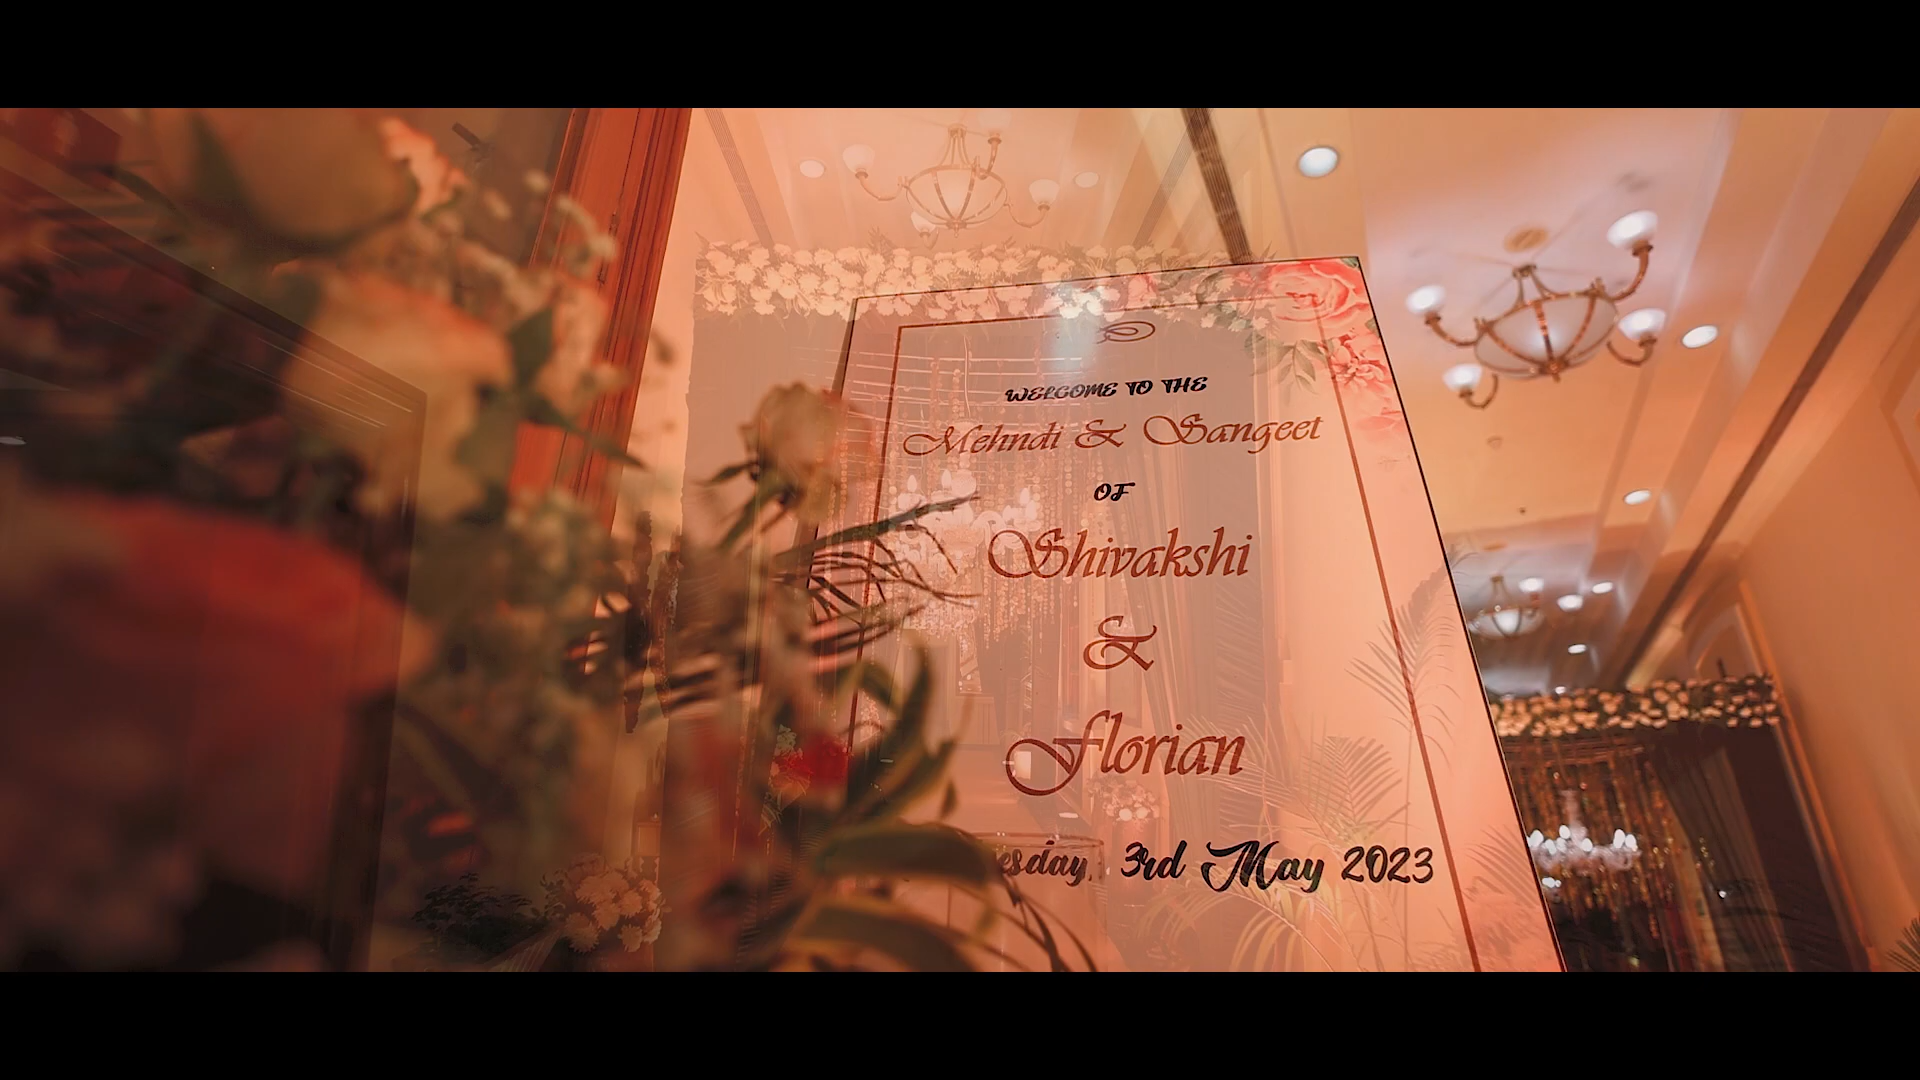 WELCOME TO THE
Mehndi & Sangeet
OF
Shivakshi
&
Florian
3rd May 2023